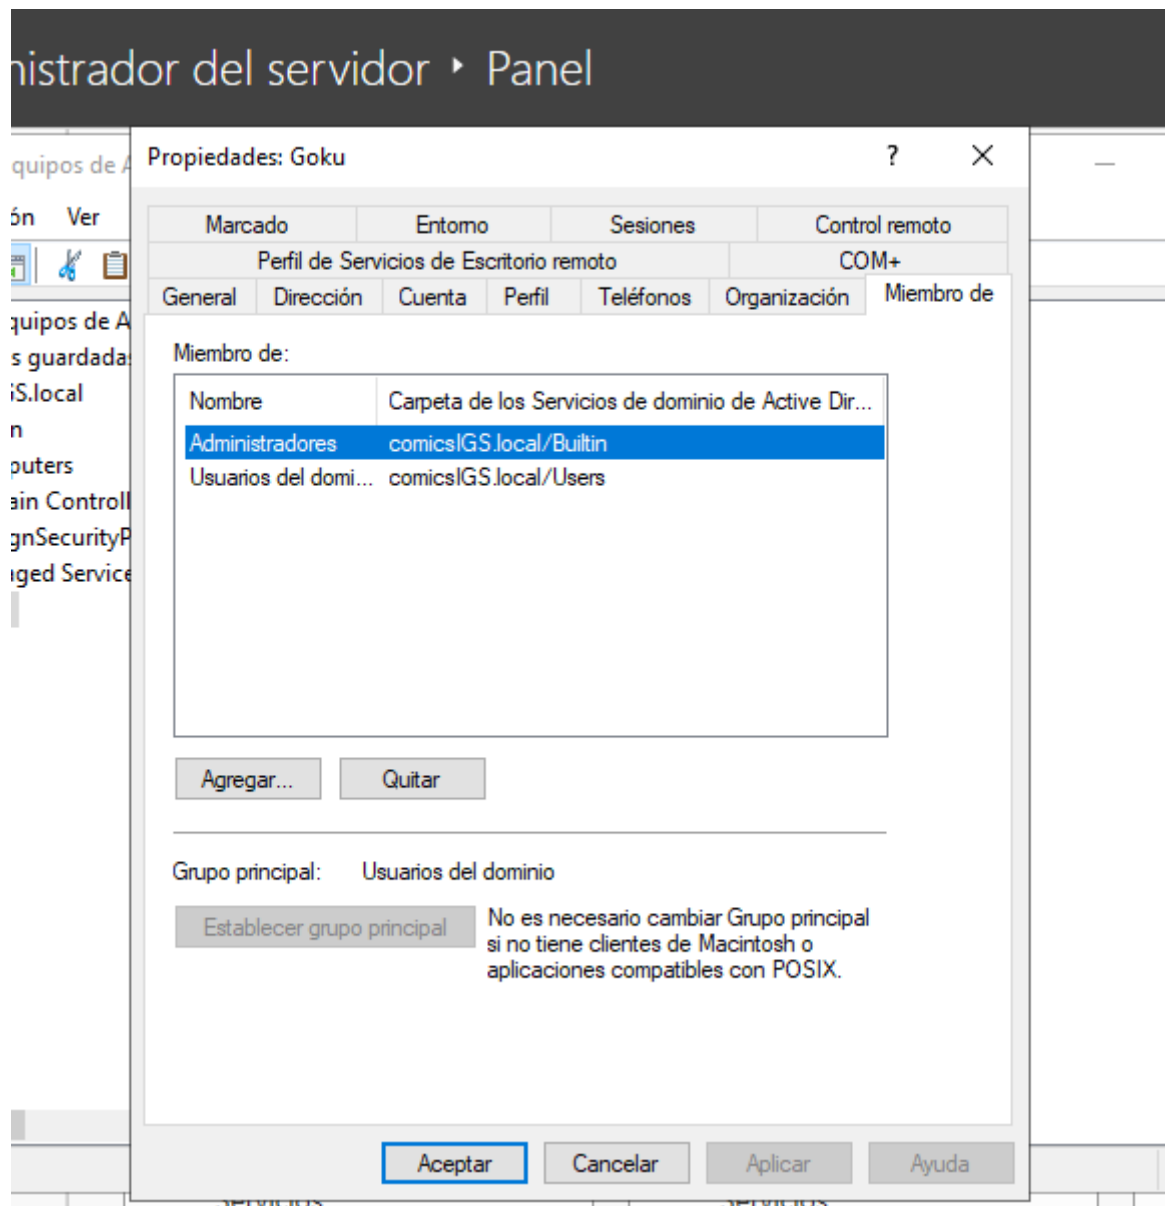 nistrador del servidor ‣ Panel
quipos de A
Propiedades: Goku
? 
ón Ver
Marcado Entorno Sesiones Control remoto
Perfil de Servicios de Escritorio remoto COM+
General Dirección Cuenta Perfil Teléfonos Organización Miembro de
quipos de A
s guardadas
GS.local
n
puters
ain Controll
gnSecurityP
aged Service
Miembro de:
Nombre Carpeta de los Servicios de dominio de Active Dir...
Administradores comicsIGS.local/Builtin
Usuarios del domi... comicsIGS.local/Users
Agregar... Quitar
Grupo principal: Usuarios del dominio
Establecer grupo principal
No es necesario cambiar Grupo principal
si no tiene clientes de Macintosh o
aplicaciones compatibles con POSIX.
Aceptar Cancelar Aplicar Ayuda